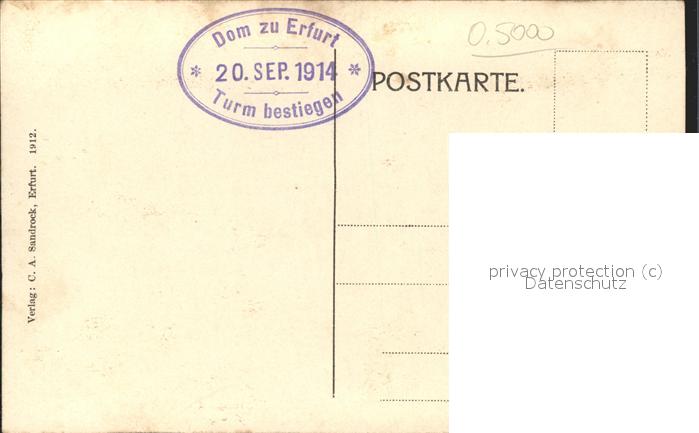 Dom zu Erfurt
20. SEP. 1914
Turm bestiegen
0.5000
POSTKARTE.
Verlag: C. A. Sandrock, Erfurt. 1912.
privacy protection (c)
Datenschutz